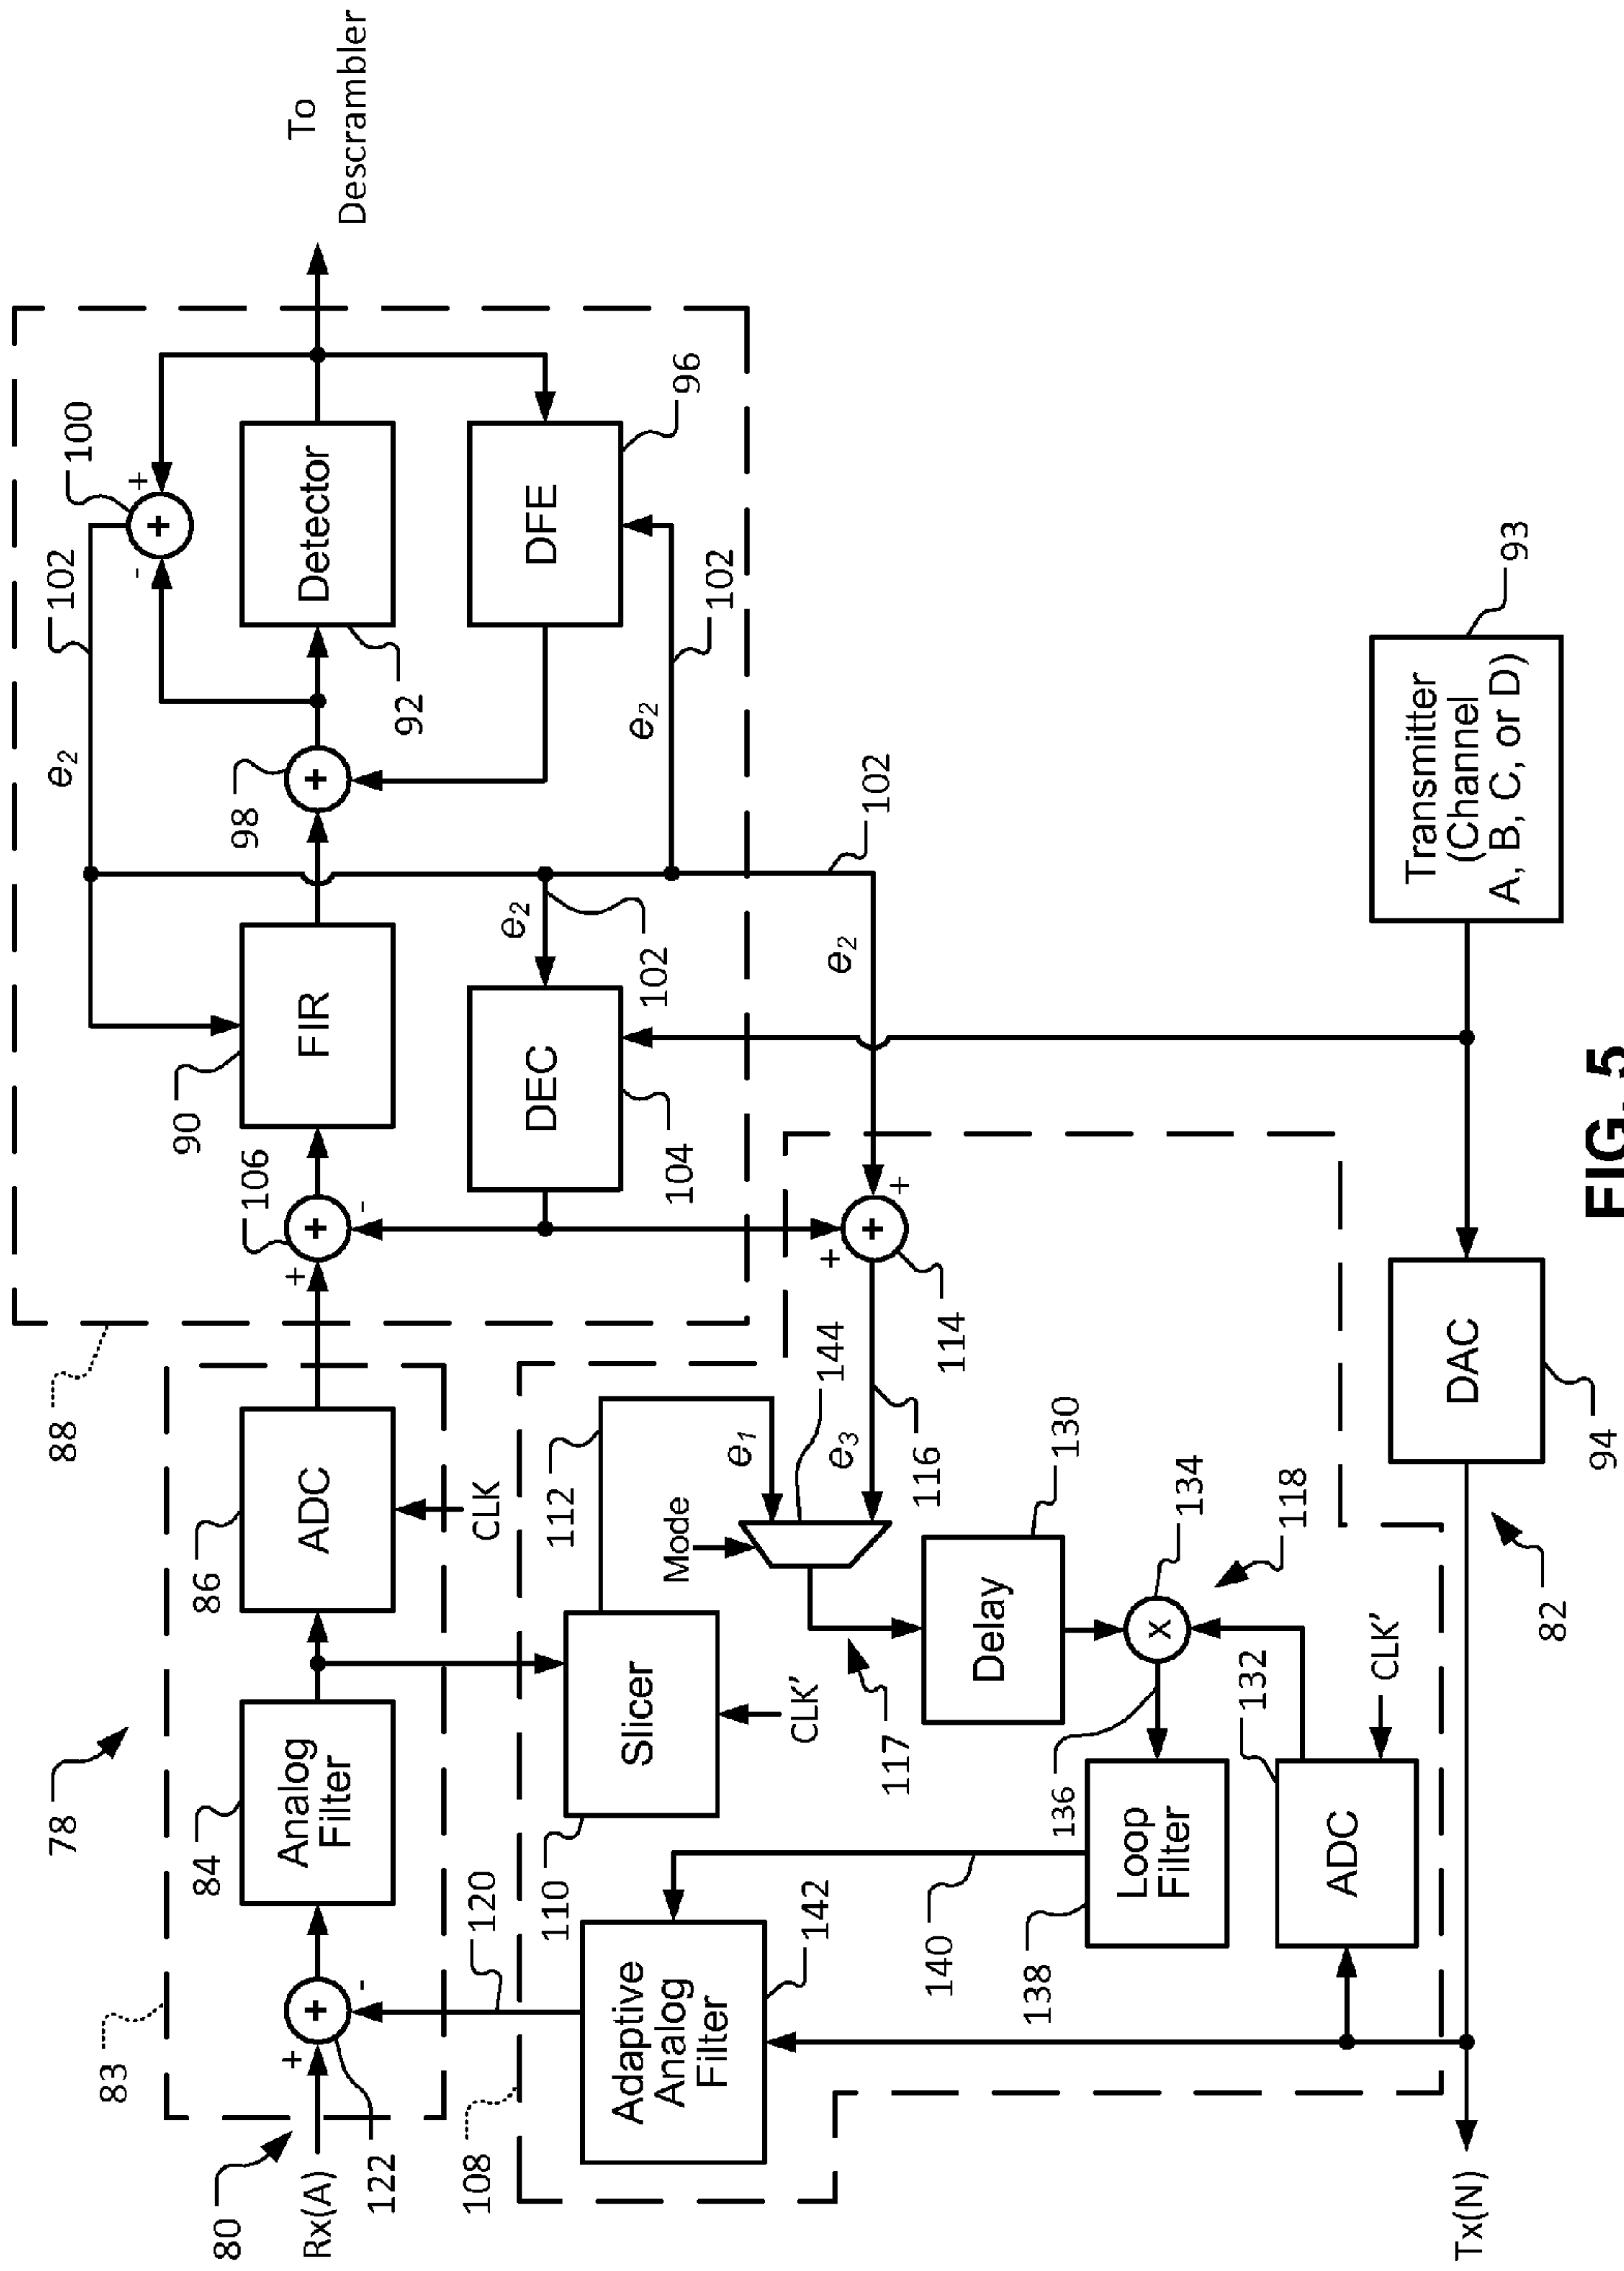 78
83
80
Rx(A)
+
+
-
122
84
Analog
Filter
86
ADC
CLK
88
+
106
+
-
90
FIR
e2
102
100
+
-
+
98
+
92
Detector
To
Descrambler
DEC
104
e2
102
DFE
96
e2
102
e2
102
108
120
110
Slicer
CLK'
112
e1
Mode
144
e3
116
+
+
+
114
117
Adaptive
Analog
Filter
142
140
Delay
130
136
x
134
118
Loop
Filter
138
132
ADC
CLK'
Tx(N)
82
DAC
94
Transmitter
(Channel
A, B, C, or D)
93
FIG. 5